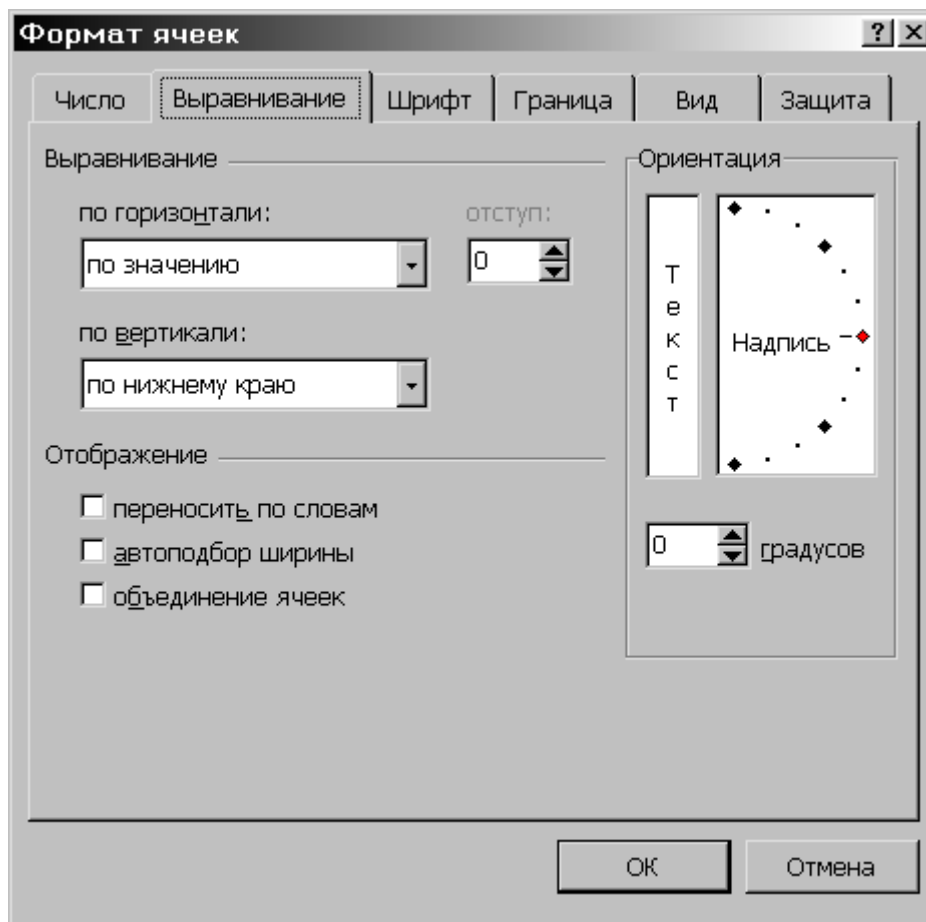 Формат ячеек
Число Выравнивание Шрифт Граница Вид Защита
Выравнивание
по горизонтали: отступ:
по значению 0
по вертикали:
по нижнему краю
Отображение
переносить по словам
автоподбор ширины
объединение ячеек
Ориентация
Текст
Надпись
0 градусов
ОК Отмена